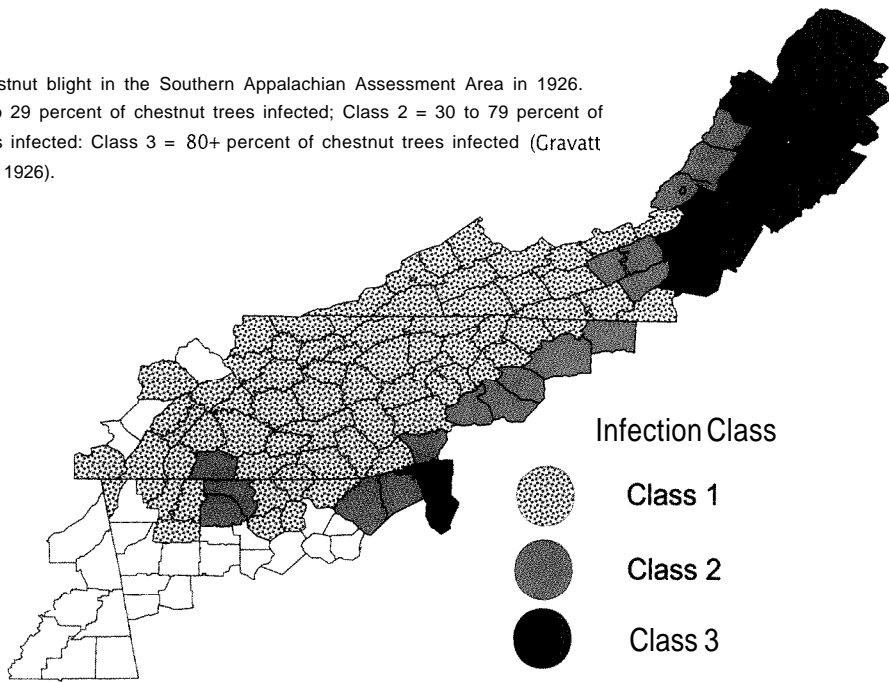 stnut blight in the Southern Appalachian Assessment Area in 1926.
29 percent of chestnut trees infected; Class 2 = 30 to 79 percent of
infected: Class 3 = 80+ percent of chestnut trees infected (Gravatt
1926).
Infection Class
Class 1
Class 2
Class 3